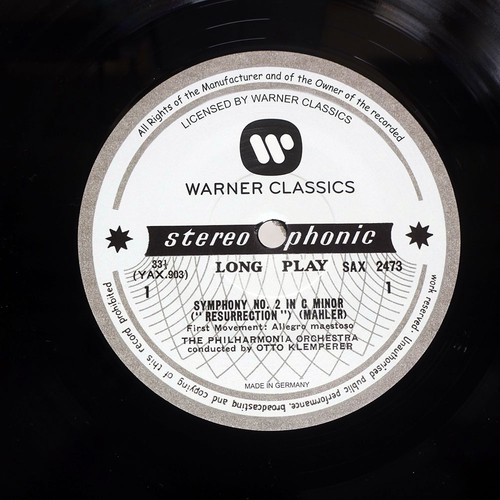 All Rights of the Manufacturer and of the Owner of the recorded
work reserved. Unauthorised public performance, broadcasting and copying of this record prohibited
LICENSED BY WARNER CLASSICS
WARNER CLASSICS
stereo phonic
33⅓ LONG PLAY SAX 2473
(YAX.903)
1 1
SYMPHONY NO. 2 IN C MINOR
("RESURRECTION") (MAHLER)
First Movement: Allegro maestoso
THE PHILHARMONIA ORCHESTRA
conducted by OTTO KLEMPERER
MADE IN GERMANY